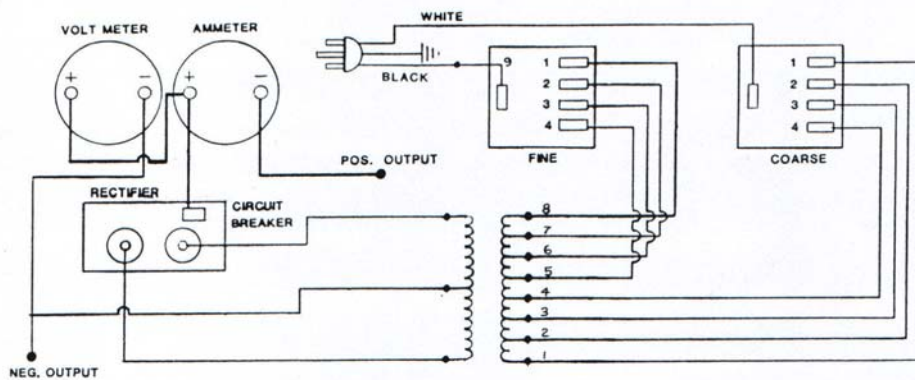 WHITE
VOLT METER
AMMETER
+
−
+
−
BLACK
9
1
2
3
4
FINE
1
2
3
4
COARSE
POS. OUTPUT
RECTIFIER
CIRCUIT
BREAKER
8
7
6
5
4
3
2
1
NEG. OUTPUT